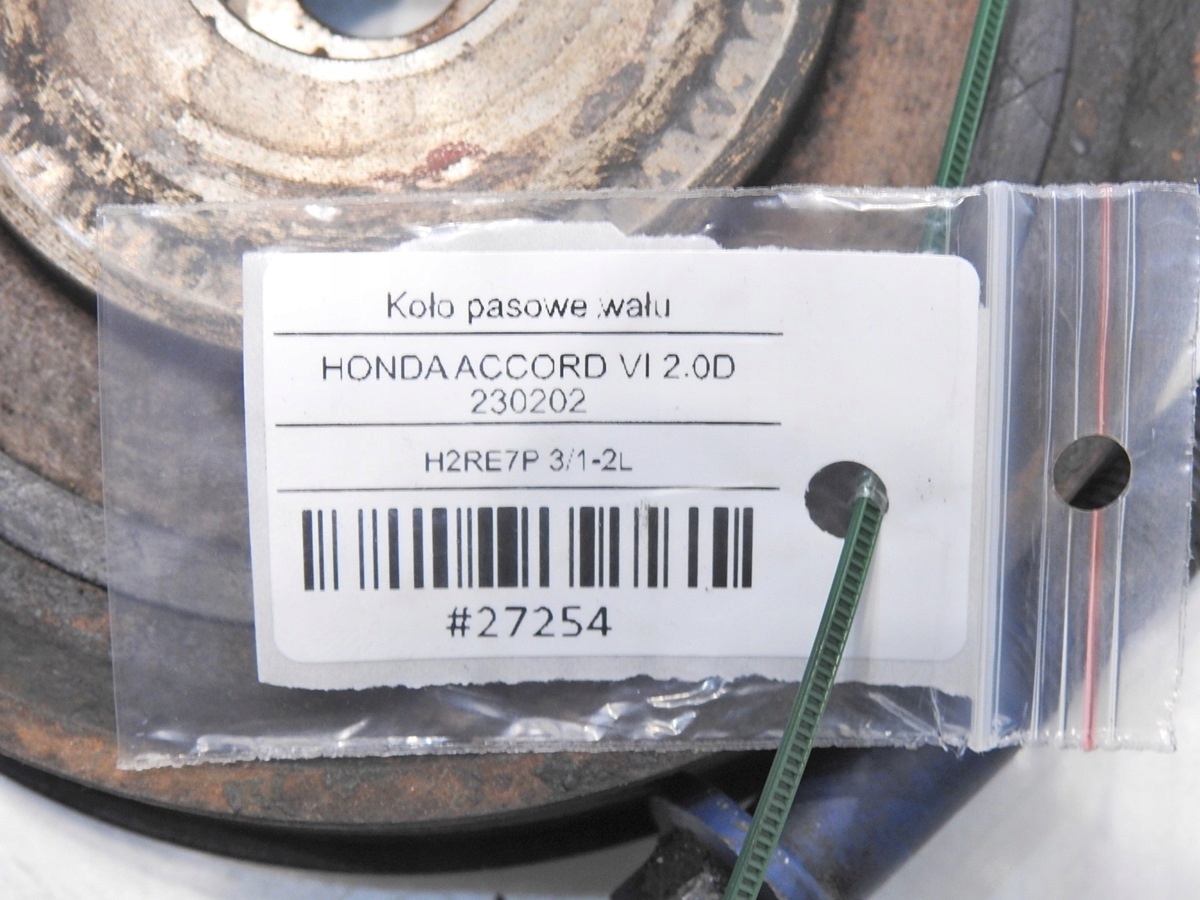 Koło pasowe wału
HONDA ACCORD VI 2.0D
230202
H2RE7P 3/1-2L
#27254